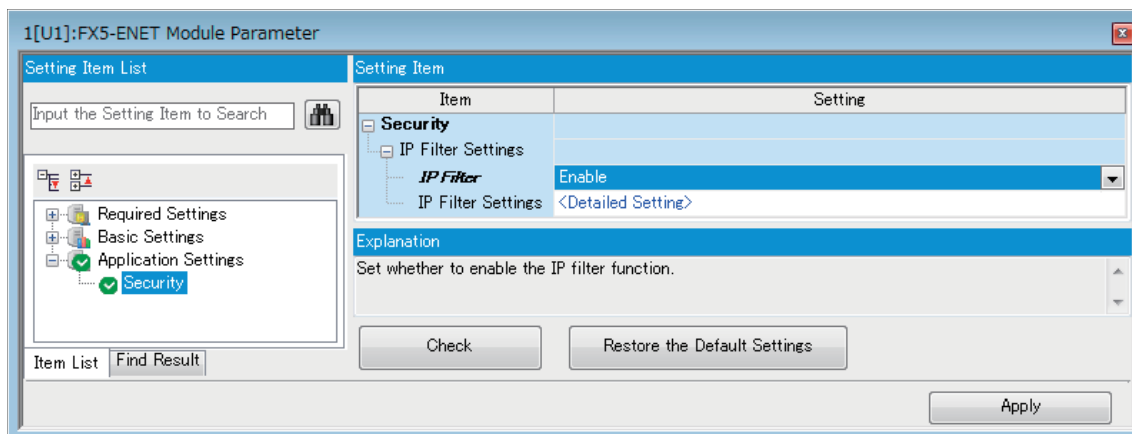 1[U1]:FX5-ENET Module Parameter
Setting Item List
Input the Setting Item to Search
Required Settings
Basic Settings
Application Settings
Security
Item List Find Result
Setting Item
Item Setting
Security
IP Filter Settings
IP Filter Enable
IP Filter Settings <Detailed Setting>
Explanation
Set whether to enable the IP filter function.
Check Restore the Default Settings
Apply